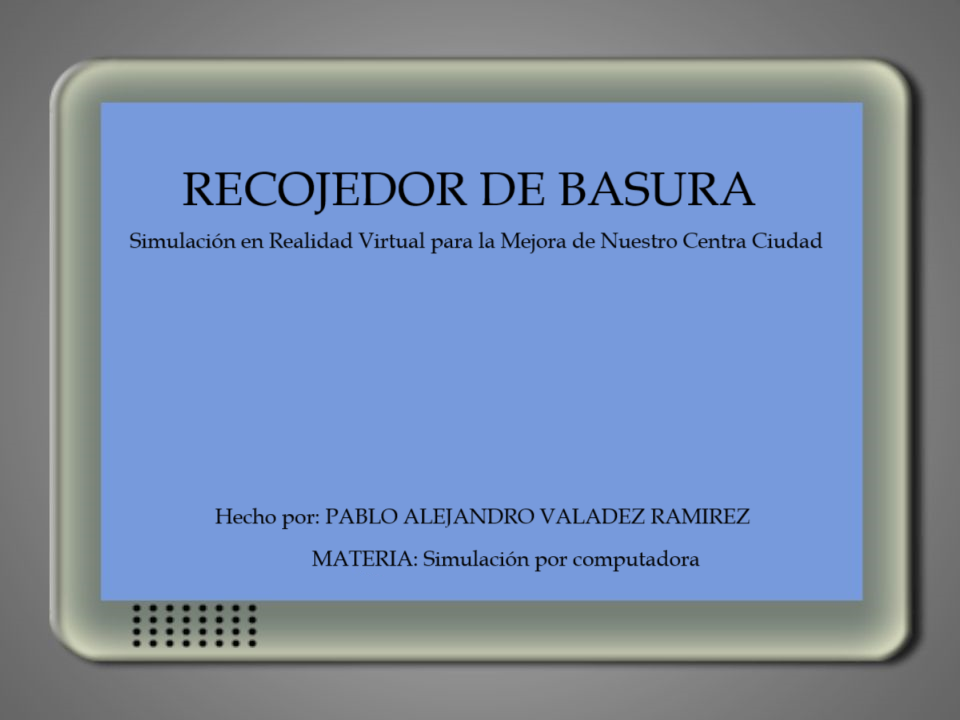 RECOJEDOR DE BASURA
Simulación en Realidad Virtual para la Mejora de Nuestro Centra Ciudad
Hecho por: PABLO ALEJANDRO VALADEZ RAMIREZ
MATERIA: Simulación por computadora